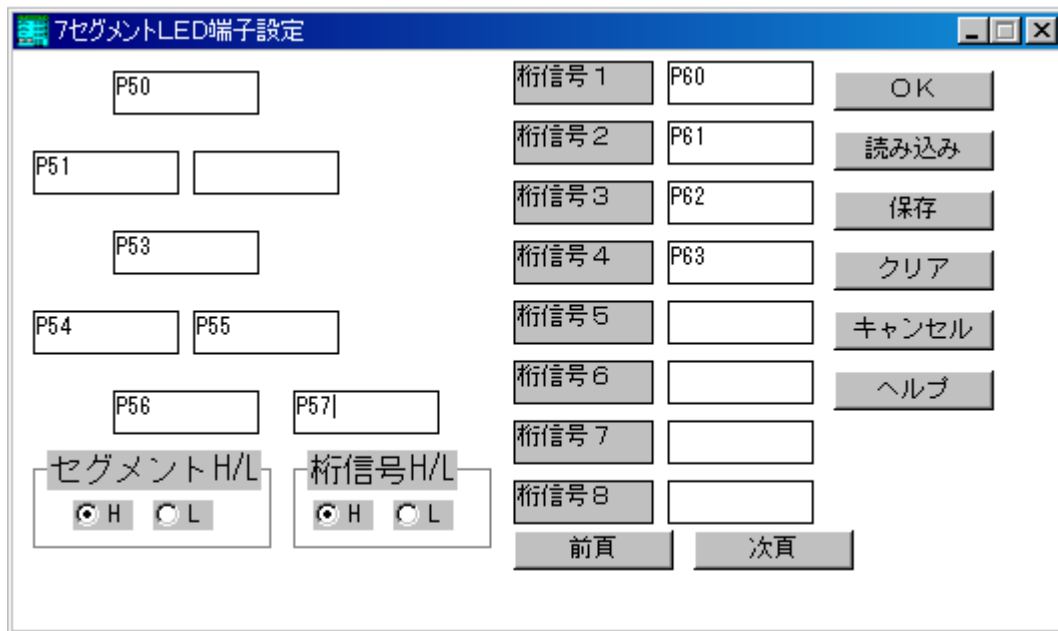 7セグメントLED端子設定
P50
P51
P53
P54 P55
P56 P57
セグメントH/L
H L
桁信号H/L
H L
桁信号1 P60
桁信号2 P61
桁信号3 P62
桁信号4 P63
桁信号5
桁信号6
桁信号7
桁信号8
前頁 次頁
OK
読み込み
保存
クリア
キャンセル
ヘルプ